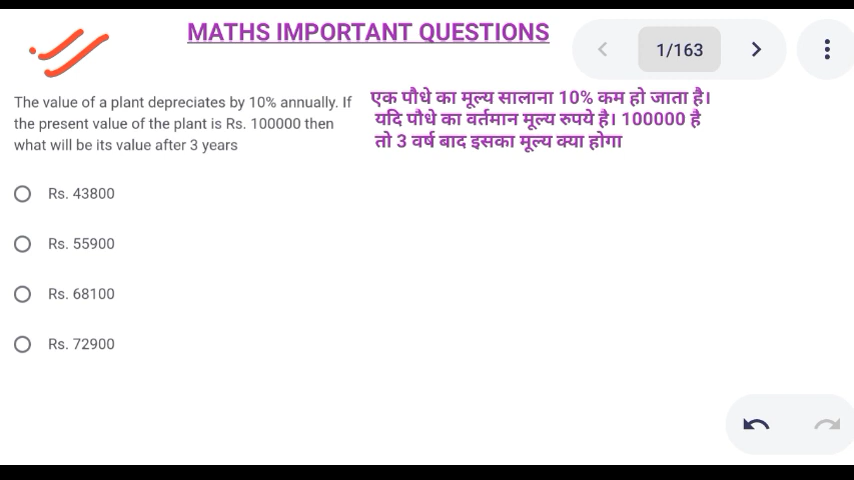 MATHS IMPORTANT QUESTIONS
1/163
The value of a plant depreciates by 10% annually. If
the present value of the plant is Rs. 100000 then
what will be its value after 3 years
एक पौधे का मूल्य सालाना 10% कम हो जाता है।
यदि पौधे का वर्तमान मूल्य रुपये है। 100000 है
तो 3 वर्ष बाद इसका मूल्य क्या होगा
Rs. 43800
Rs. 55900
Rs. 68100
Rs. 72900